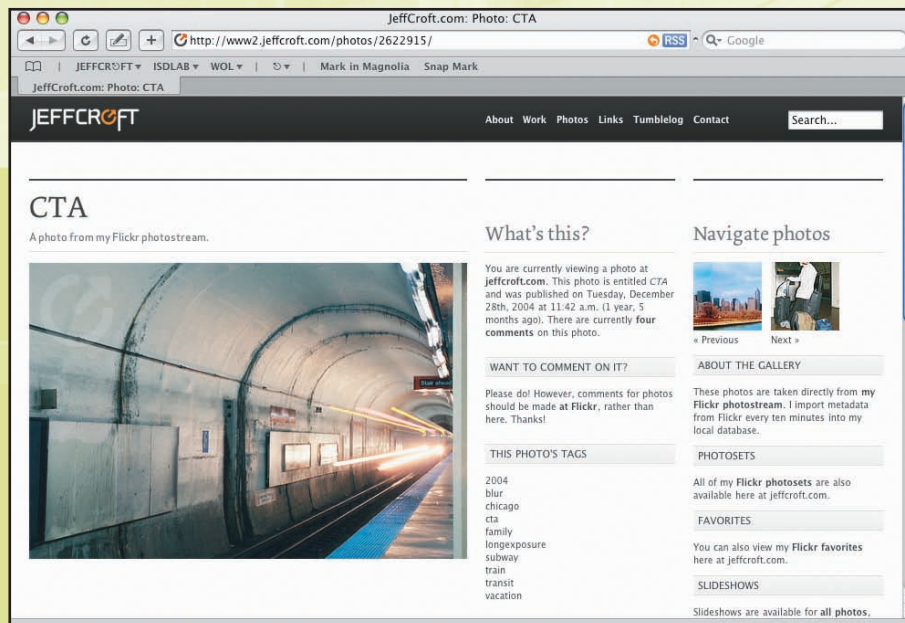 JeffCroft.com: Photo: CTA
http://www2.jeffcroft.com/photos/2622915/
RSS
Google
JEFFCROFT
ISDLAB
WOL
Mark in Magnolia
Snap Mark
JeffCroft.com: Photo: CTA
JEFFCROFT
About Work Photos Links Tumblelog Contact
Search...
CTA
A photo from my Flickr photostream.
Stair ahead
What's this?
You are currently viewing a photo at
jeffcroft.com. This photo is entitled CTA
and was published on Tuesday, December
28th, 2004 at 11:42 a.m. (1 year, 5
months ago). There are currently four
comments on this photo.
WANT TO COMMENT ON IT?
Please do! However, comments for photos
should be made at Flickr, rather than
here. Thanks!
THIS PHOTO'S TAGS
2004
blur
chicago
cta
family
longexposure
subway
train
transit
vacation
Navigate photos
« Previous
Next »
ABOUT THE GALLERY
These photos are taken directly from my
Flickr photostream. I import metadata
from Flickr every ten minutes into my
local database.
PHOTOSETS
All of my Flickr photosets are also
available here at jeffcroft.com.
FAVORITES
You can also view my Flickr favorites
here at jeffcroft.com.
SLIDESHOWS
Slideshows are available for all photos,